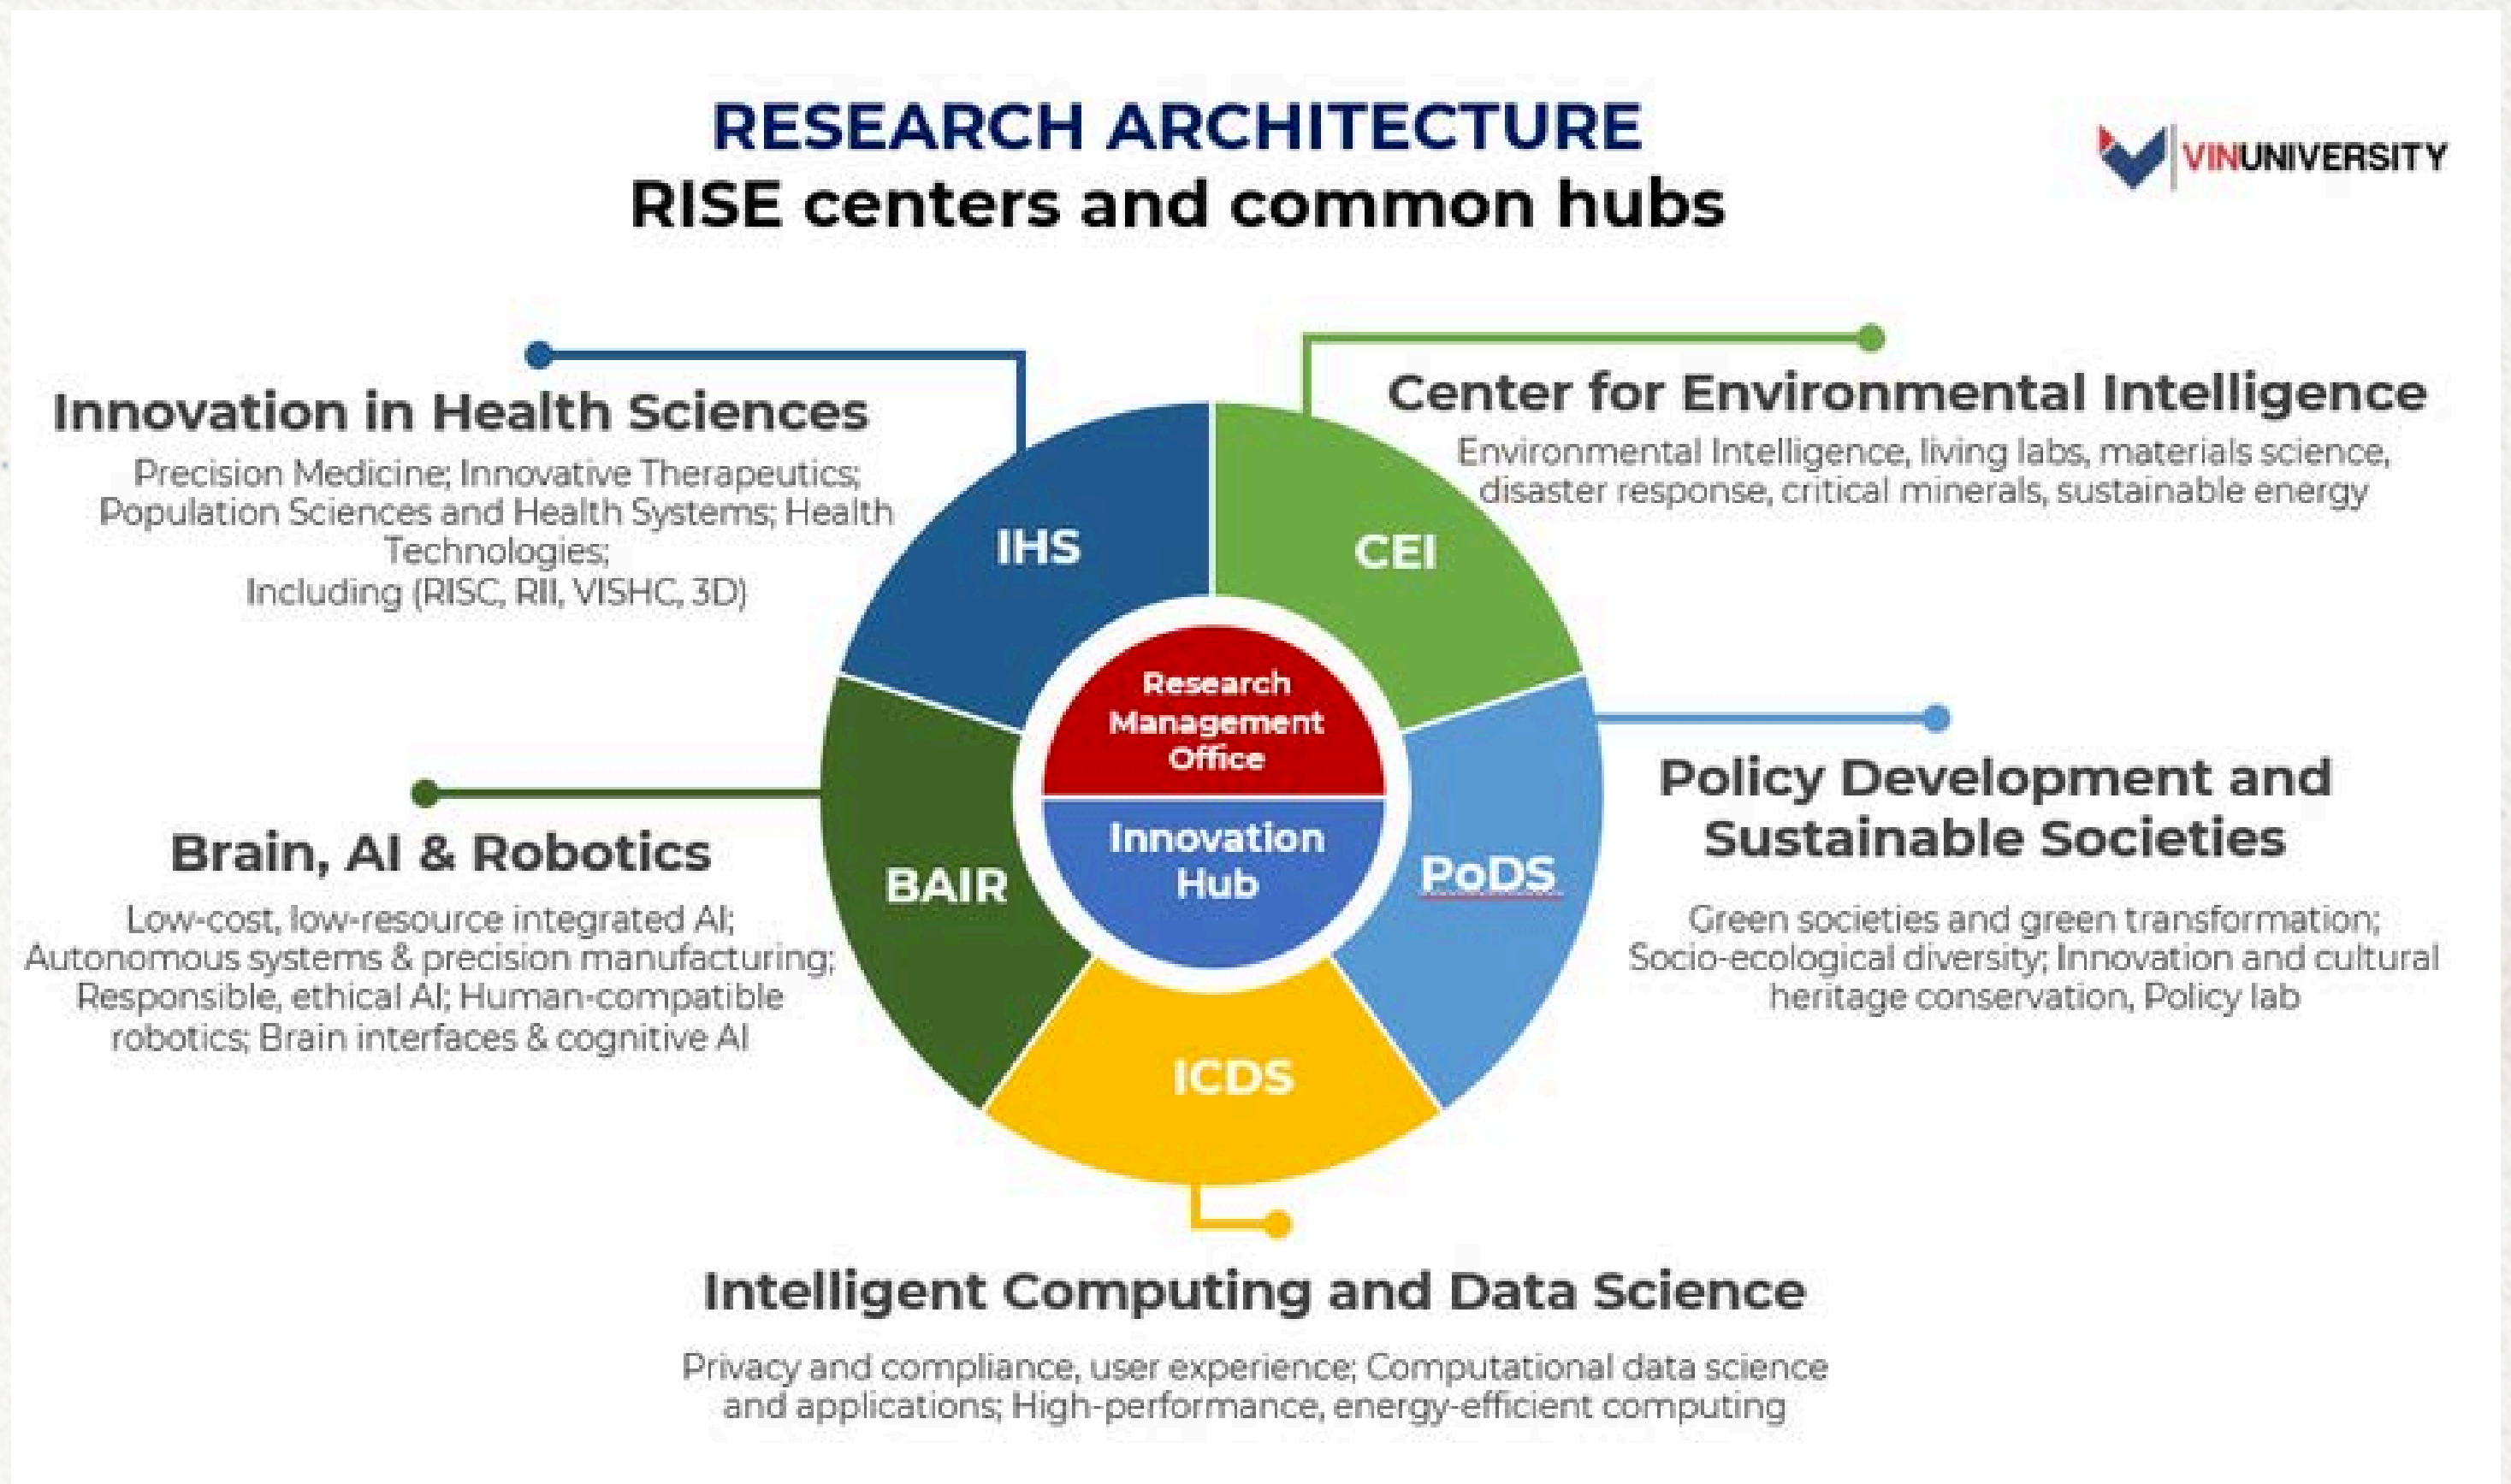 RESEARCH ARCHITECTURE
RISE centers and common hubs
VINUNIVERSITY
Innovation in Health Sciences
Precision Medicine; Innovative Therapeutics;
Population Sciences and Health Systems; Health
Technologies;
Including (RISC, RII, VISHC, 3D)
Center for Environmental Intelligence
Environmental Intelligence, living labs, materials science,
disaster response, critical minerals, sustainable energy
IHS
CEI
Research
Management
Office
Innovation
Hub
BAIR
PoDS
ICDS
Brain, AI & Robotics
Low-cost, low-resource integrated AI;
Autonomous systems & precision manufacturing;
Responsible, ethical AI; Human-compatible
robotics; Brain interfaces & cognitive AI
Policy Development and
Sustainable Societies
Green societies and green transformation;
Socio-ecological diversity; Innovation and cultural
heritage conservation, Policy lab
Intelligent Computing and Data Science
Privacy and compliance, user experience; Computational data science
and applications; High-performance, energy-efficient computing